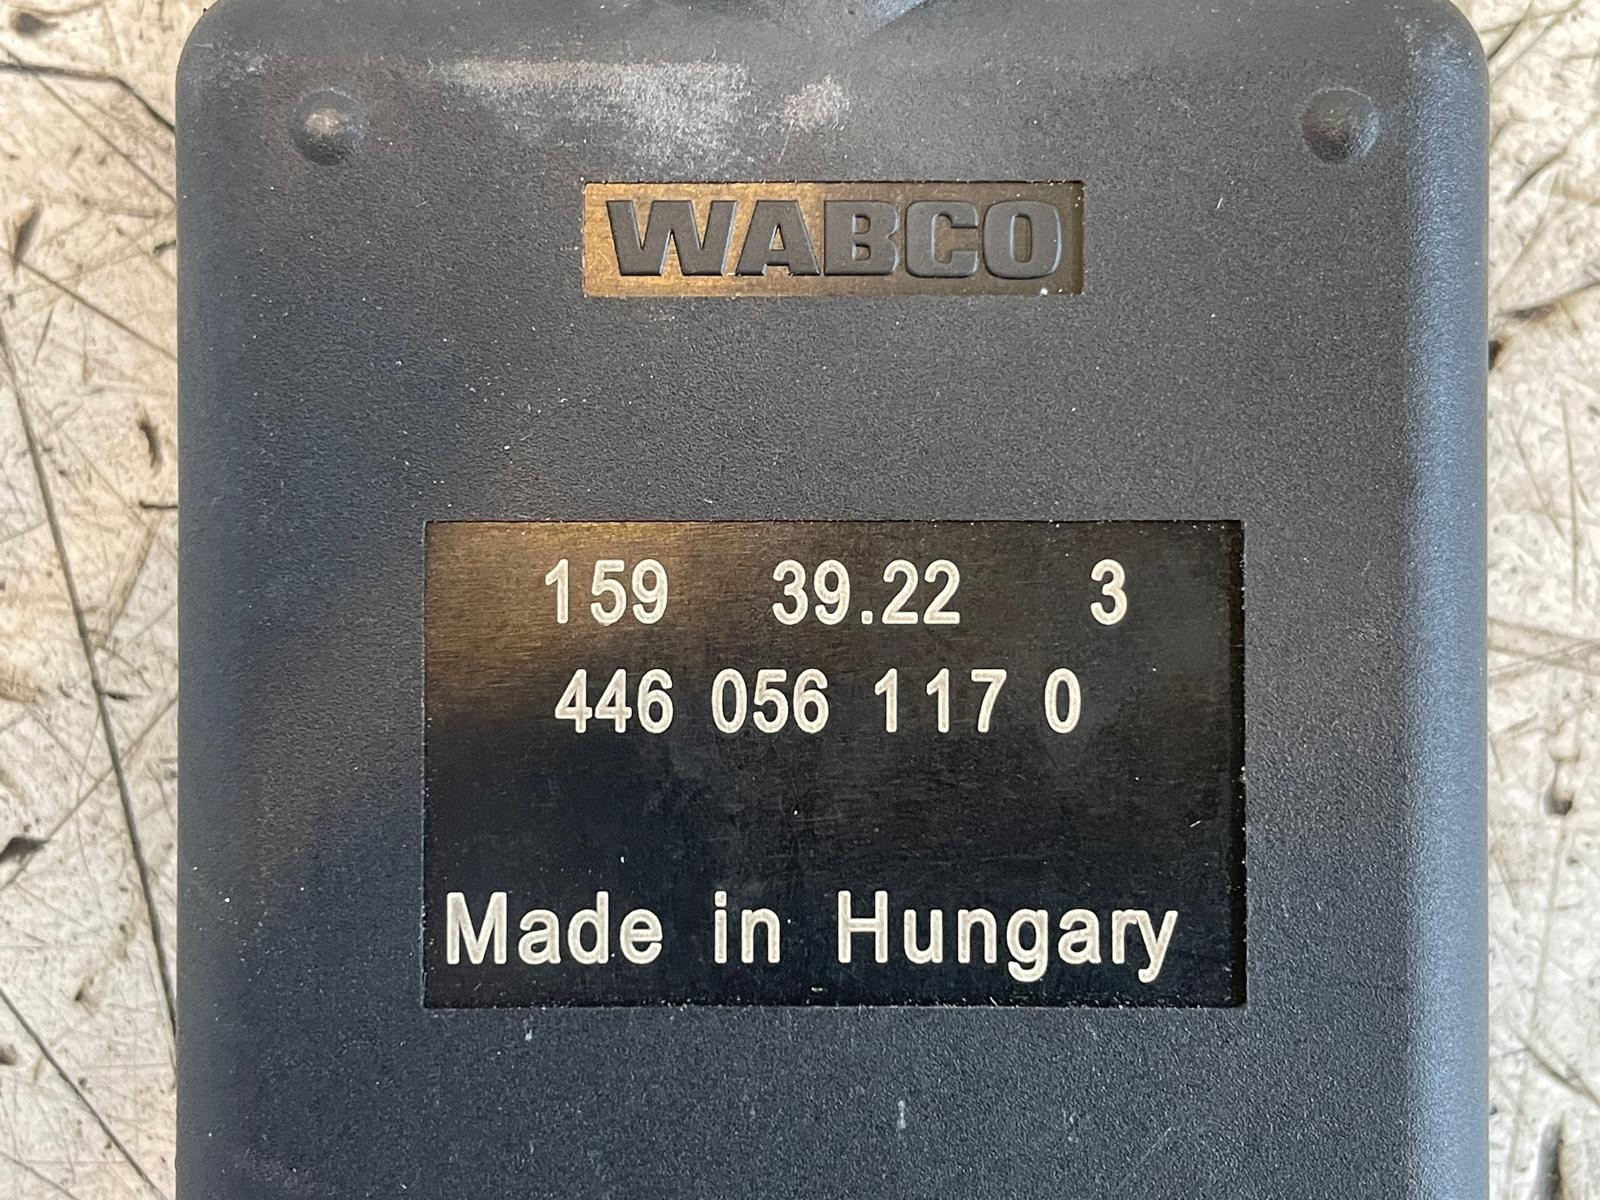 WABCO
159 39.22 3
446 056 117 0
Made in Hungary